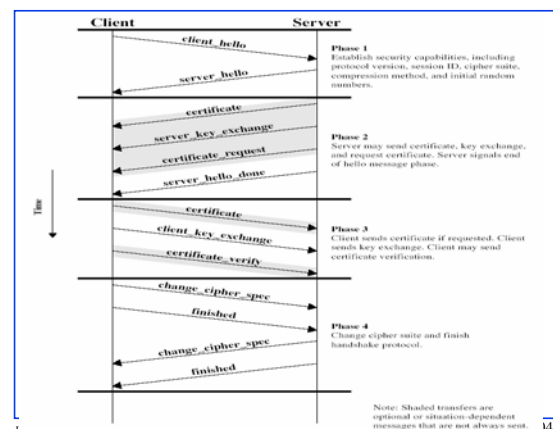 Client Server
client_hello
Phase 1
Establish security capabilities, including
protocol version, session ID, cipher suite,
compression method, and initial random
numbers.
server_hello
certificate
server_key_exchange
Phase 2
Server may send certificate, key exchange,
and request certificate. Server signals end
of hello message phase.
certificate_request
server_hello_done
Time
certificate
client_key_exchange
Phase 3
Client sends certificate if requested. Client
sends key exchange. Client may send
certificate verification.
certificate_verify
change_cipher_spec
finished
Phase 4
Change cipher suite and finish
handshake protocol.
change_cipher_spec
finished
Note: Shaded transfers are
optional or situation-dependent
messages that are not always sent.